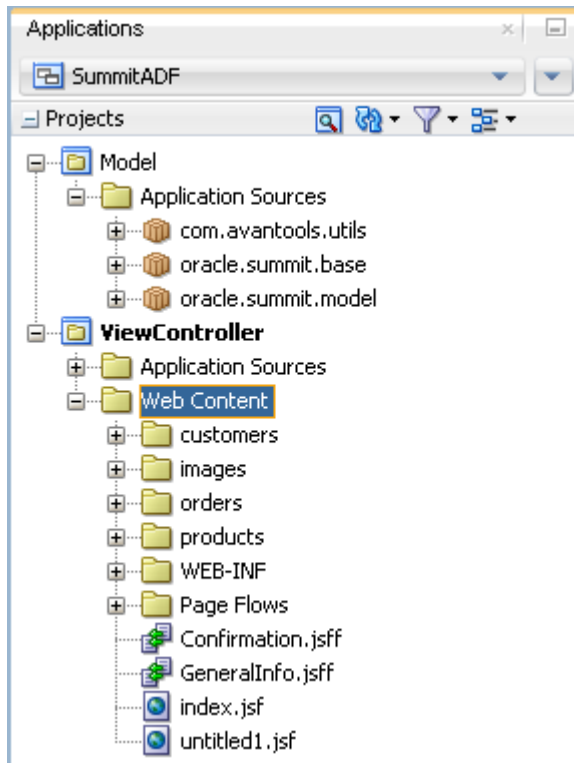 Applications
SummitADF
Projects
Model
Application Sources
com.avantools.utils
oracle.summit.base
oracle.summit.model
ViewController
Application Sources
Web Content
customers
images
orders
products
WEB-INF
Page Flows
Confirmation.jsff
GeneralInfo.jsff
index.jsf
untitled1.jsf